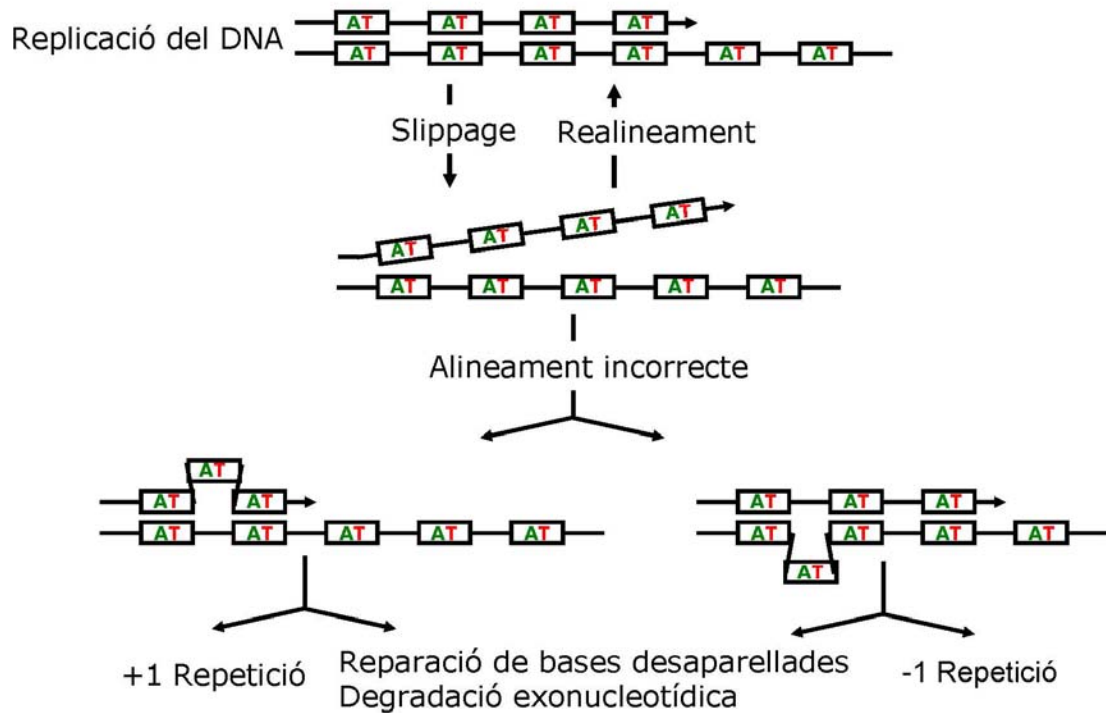 AT AT AT AT
Replicació del DNA
AT AT AT AT AT AT
Slippage Realineament
AT AT AT AT
AT AT AT AT AT
Alineament incorrecte
AT
AT AT
AT AT AT AT AT
AT AT AT
AT AT AT AT
AT
+1 Repetició
Reparació de bases desaparellades
Degradació exonucleotídica
-1 Repetició